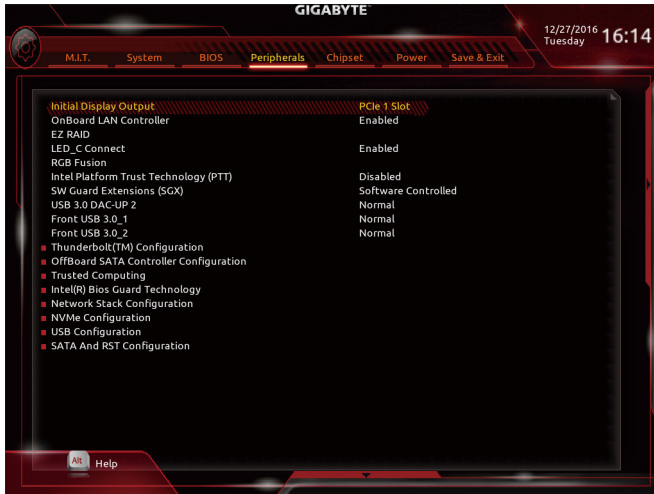 GIGABYTE™
12/27/2016 16:14
Tuesday
M.I.T. System BIOS Peripherals Chipset Power Save & Exit
Initial Display Output PCIe 1 Slot
OnBoard LAN Controller Enabled
EZ RAID
LED_C Connect Enabled
RGB Fusion
Intel Platform Trust Technology (PTT) Disabled
SW Guard Extensions (SGX) Software Controlled
USB 3.0 DAC-UP 2 Normal
Front USB 3.0_1 Normal
Front USB 3.0_2 Normal
Thunderbolt(TM) Configuration
OffBoard SATA Controller Configuration
Trusted Computing
Intel(R) Bios Guard Technology
Network Stack Configuration
NVMe Configuration
USB Configuration
SATA And RST Configuration
Alt Help